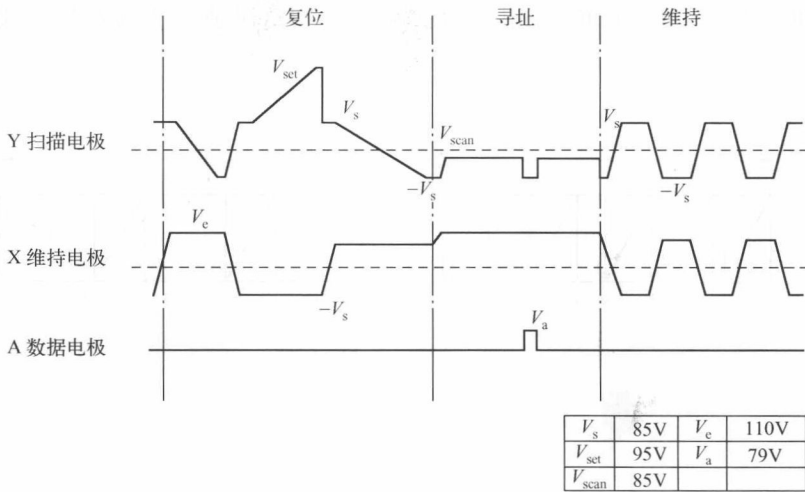 复位 寻址 维持
V_set
V_s
V_scan
V_s
Y 扫描电极
-V_s
-V_s
V_e
X 维持电极
-V_s
V_a
A 数据电极
V_s 85V V_e 110V
V_set 95V V_a 79V
V_scan 85V